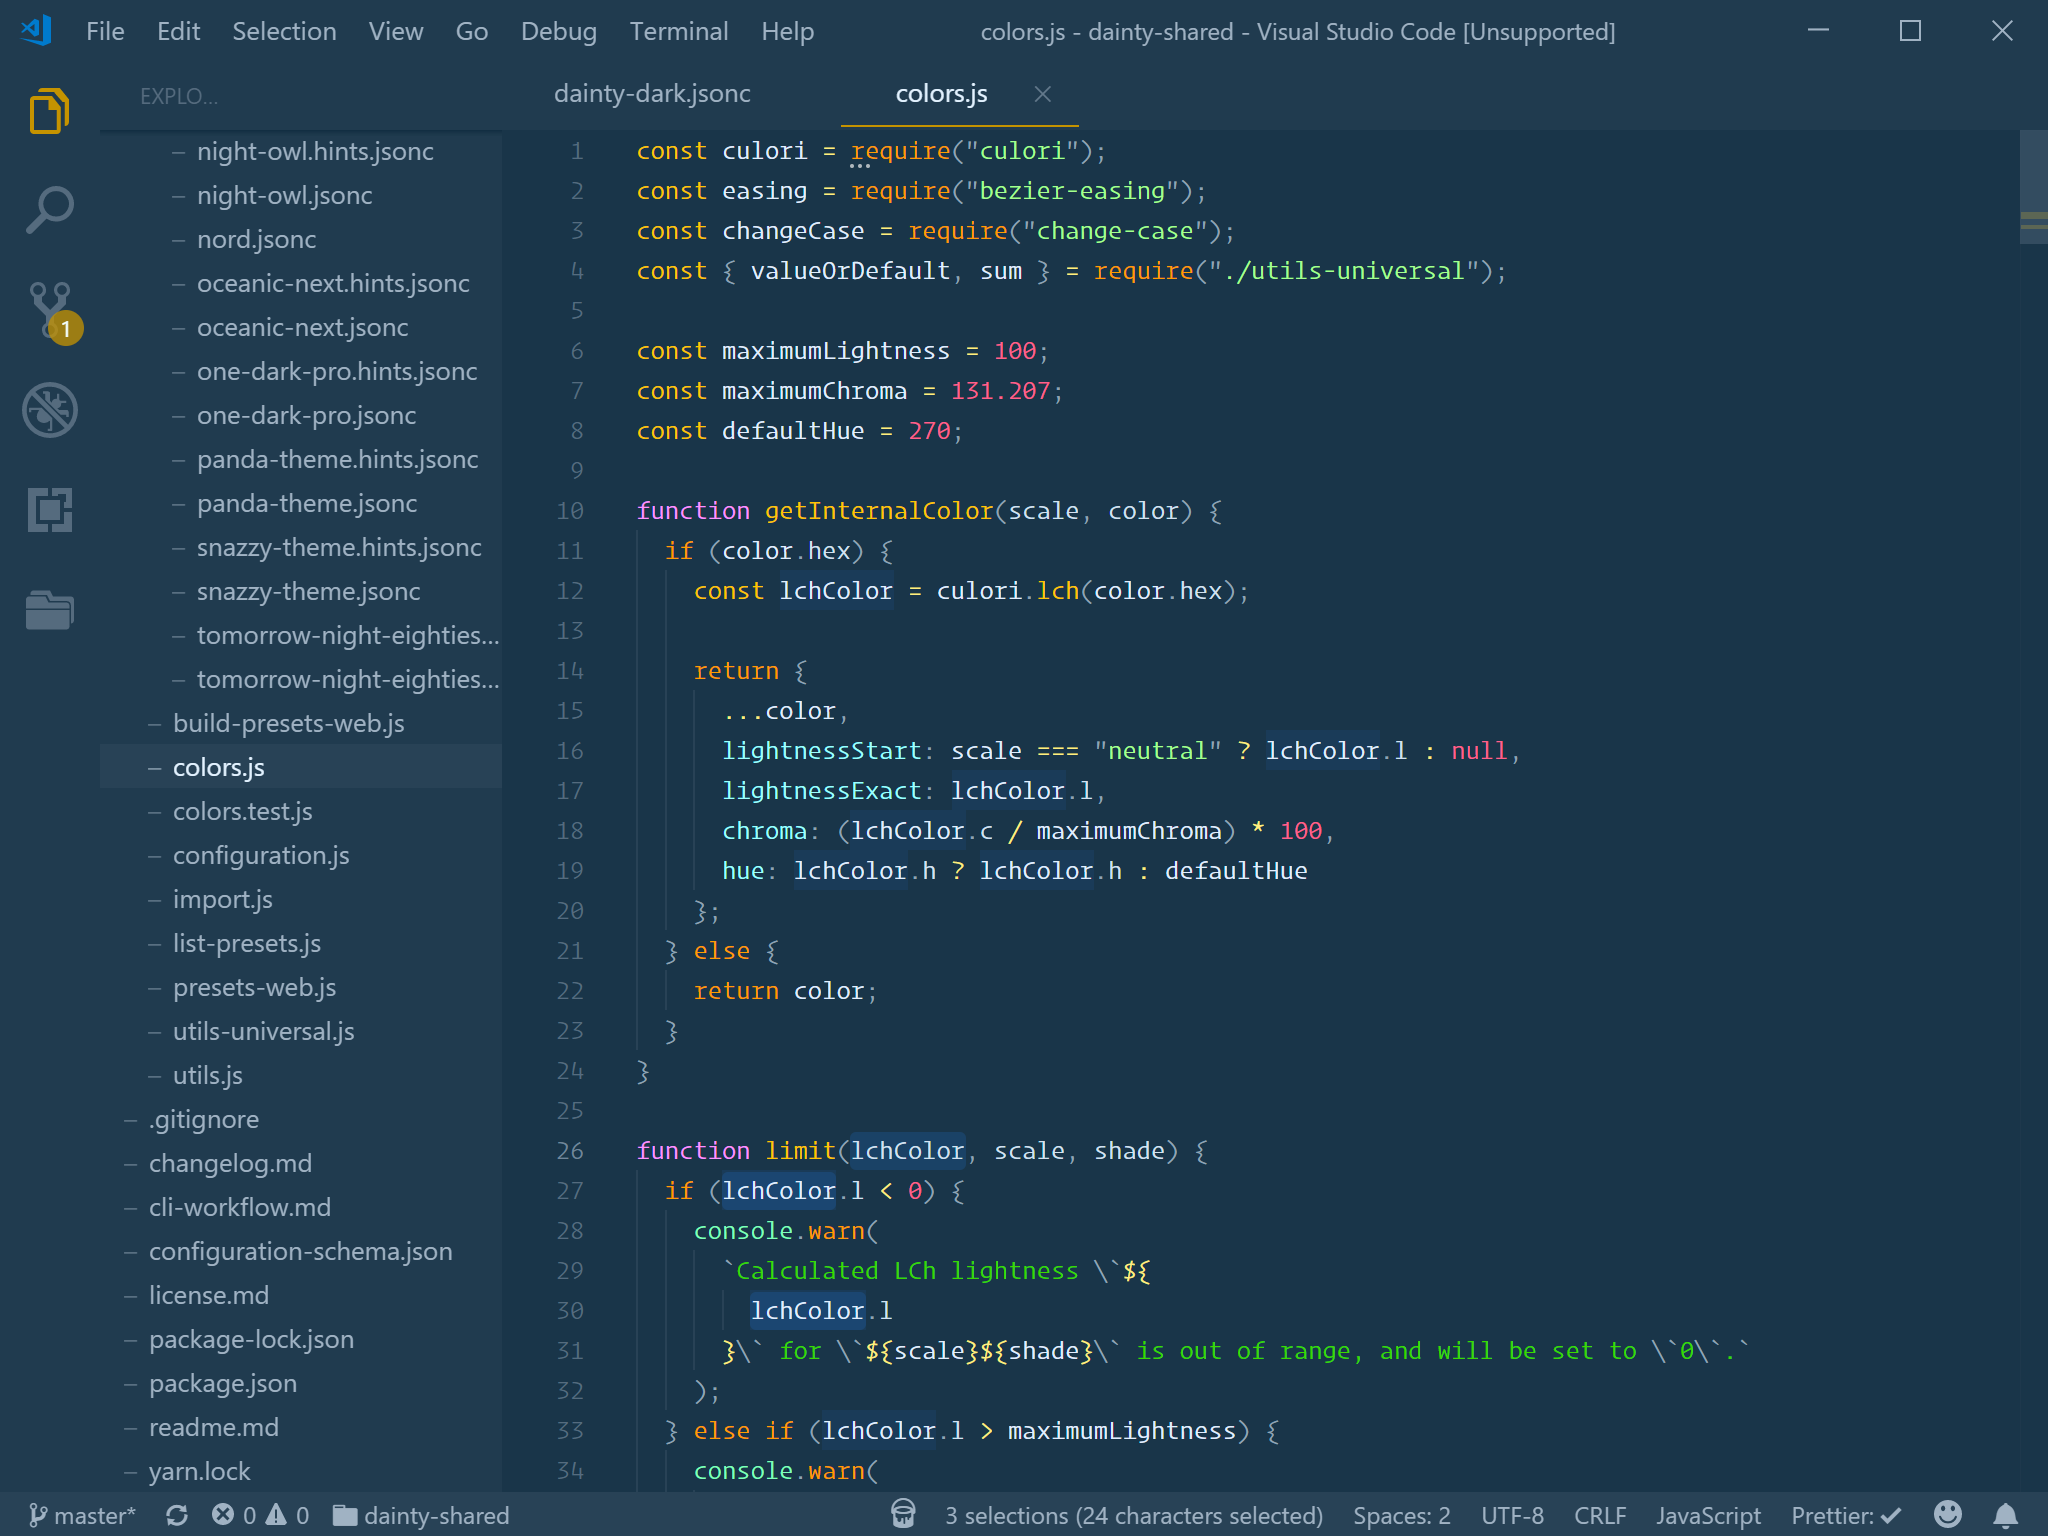 File Edit Selection View Go Debug Terminal Help colors.js - dainty-shared - Visual Studio Code [Unsupported]
EXPLO...
night-owl.hints.jsonc
night-owl.jsonc
nord.jsonc
oceanic-next.hints.jsonc
oceanic-next.jsonc
1
one-dark-pro.hints.jsonc
one-dark-pro.jsonc
panda-theme.hints.jsonc
panda-theme.jsonc
snazzy-theme.hints.jsonc
snazzy-theme.jsonc
tomorrow-night-eighties...
tomorrow-night-eighties...
build-presets-web.js
colors.js
colors.test.js
configuration.js
import.js
list-presets.js
presets-web.js
utils-universal.js
utils.js
.gitignore
changelog.md
cli-workflow.md
configuration-schema.json
license.md
package-lock.json
package.json
readme.md
yarn.lock
dainty-dark.jsonc colors.js
1 const culori = require("culori");
2 const easing = require("bezier-easing");
3 const changeCase = require("change-case");
4 const { valueOrDefault, sum } = require("./utils-universal");
5
6 const maximumLightness = 100;
7 const maximumChroma = 131.207;
8 const defaultHue = 270;
9
10 function getInternalColor(scale, color) {
11 if (color.hex) {
12 const lchColor = culori.lch(color.hex);
13
14 return {
15 ...color,
16 lightnessStart: scale === "neutral" ? lchColor.l : null,
17 lightnessExact: lchColor.l,
18 chroma: (lchColor.c / maximumChroma) * 100,
19 hue: lchColor.h ? lchColor.h : defaultHue
20 };
21 } else {
22 return color;
23 }
24 }
25
26 function limit(lchColor, scale, shade) {
27 if (lchColor.l < 0) {
28 console.warn(
29 `Calculated LCh lightness \`${
30 lchColor.l
31 }\` for \`${scale}${shade}\` is out of range, and will be set to \`0\`.`
32 );
33 } else if (lchColor.l > maximumLightness) {
34 console.warn(
master* 0 0 dainty-shared 3 selections (24 characters selected) Spaces: 2 UTF-8 CRLF JavaScript Prettier: ✓